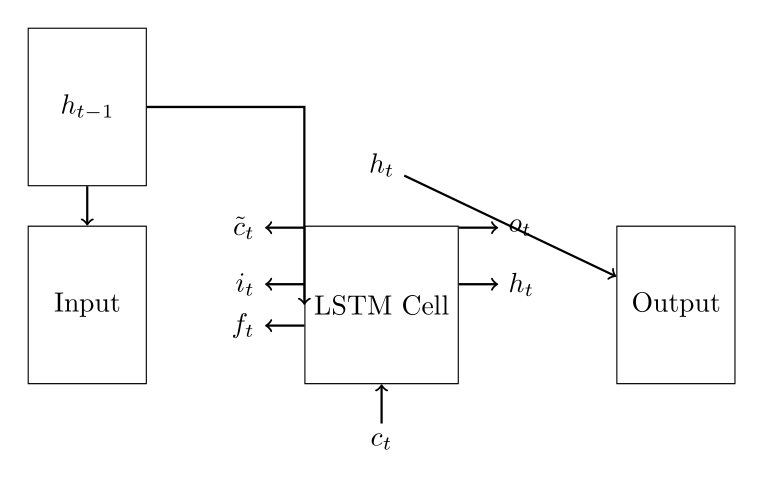 h_{t-1}
h_t
c̃_t
o_t
i_t
h_t
Input
LSTM Cell
Output
f_t
c_t